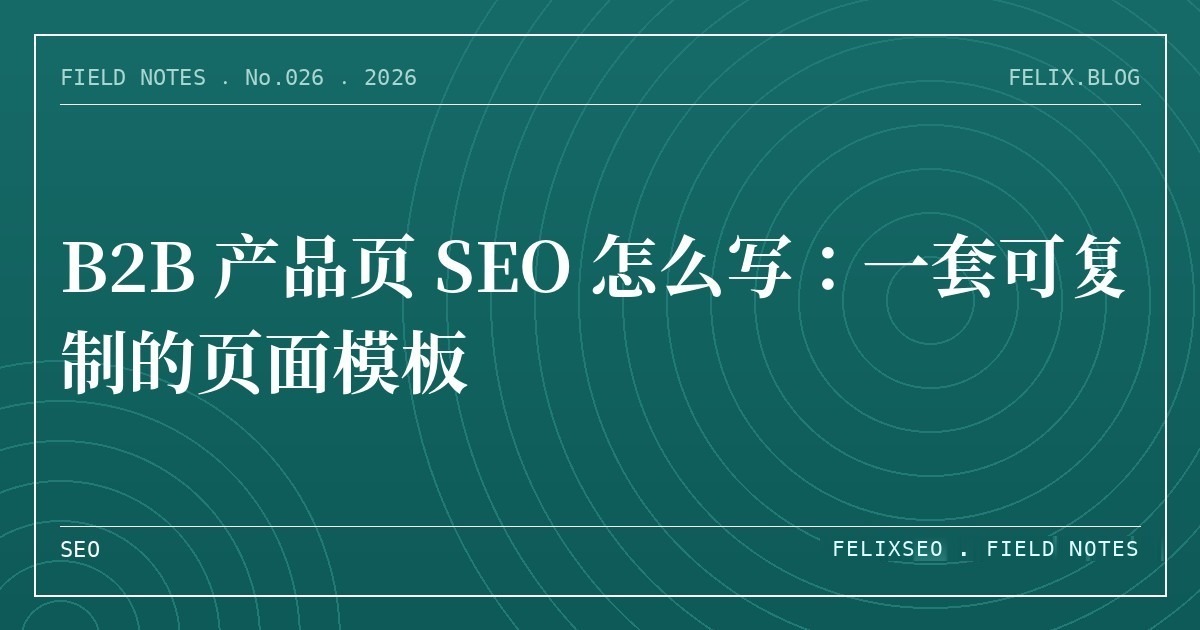 FIELD NOTES . No.026 . 2026
FELIX.BLOG
B2B 产品页 SEO 怎么写：一套可复
制的页面模板
SEO
FELIXSEO . FIELD NOTES